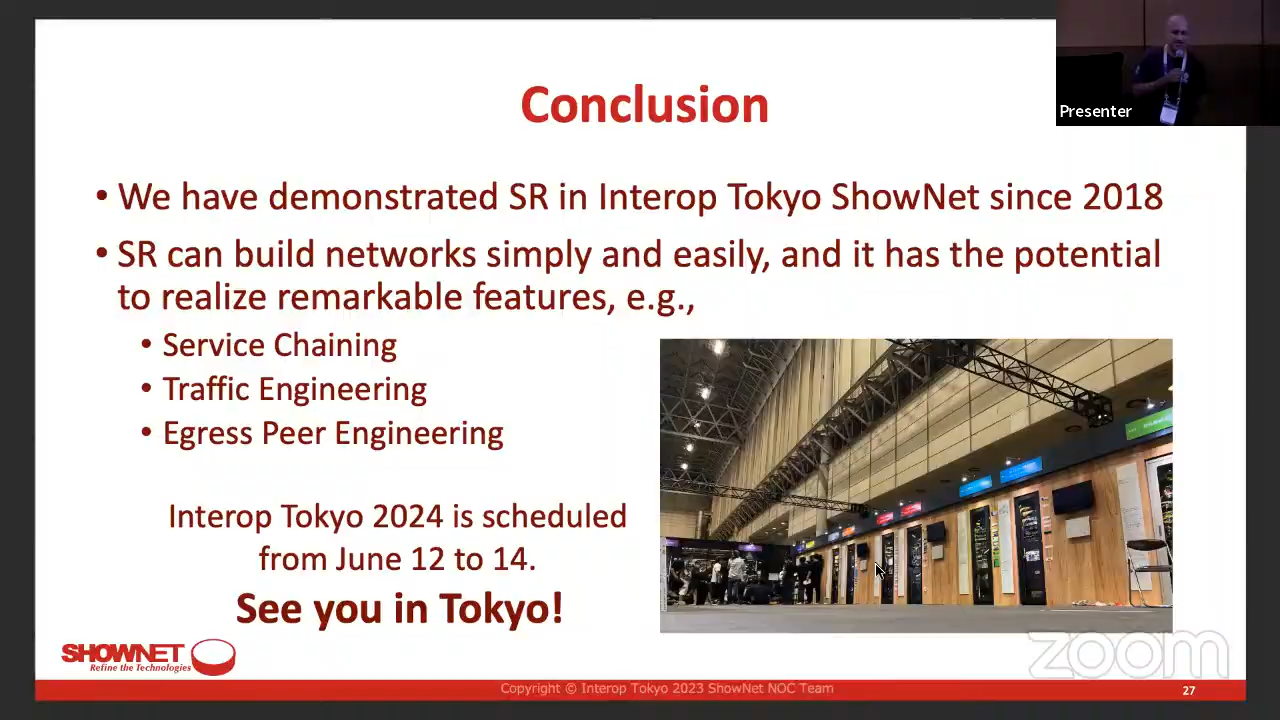 Conclusion
Presenter
• We have demonstrated SR in Interop Tokyo ShowNet since 2018
• SR can build networks simply and easily, and it has the potential
to realize remarkable features, e.g.,
• Service Chaining
• Traffic Engineering
• Egress Peer Engineering
Interop Tokyo 2024 is scheduled
from June 12 to 14.
See you in Tokyo!
SHOWNET
Refine the Technologies
zoom
Copyright © Interop Tokyo 2023 ShowNet NOC Team
27